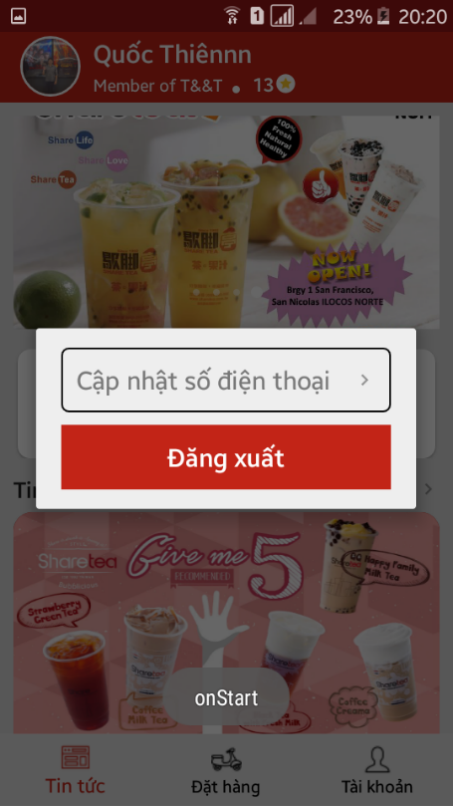 1
23%
20:20
Quốc Thiênnn
Member of T&T • 13
Share Life
Share Love
Share Tea
100%
Fresh
Natural
Healthy
NOW
OPEN!
Brgy 1 San Francisco,
San Nicolas ILOCOS NORTE
Cập nhật số điện thoại
Đăng xuất
Sharetea
Give me 5
RECOMMENDED
QQ Happy Family
Milk Tea
Strawberry
Green Tea
Coffee
Milk Tea
Milk Tea
Coffee
Creama
onStart
Tin tức
Đặt hàng
Tài khoản